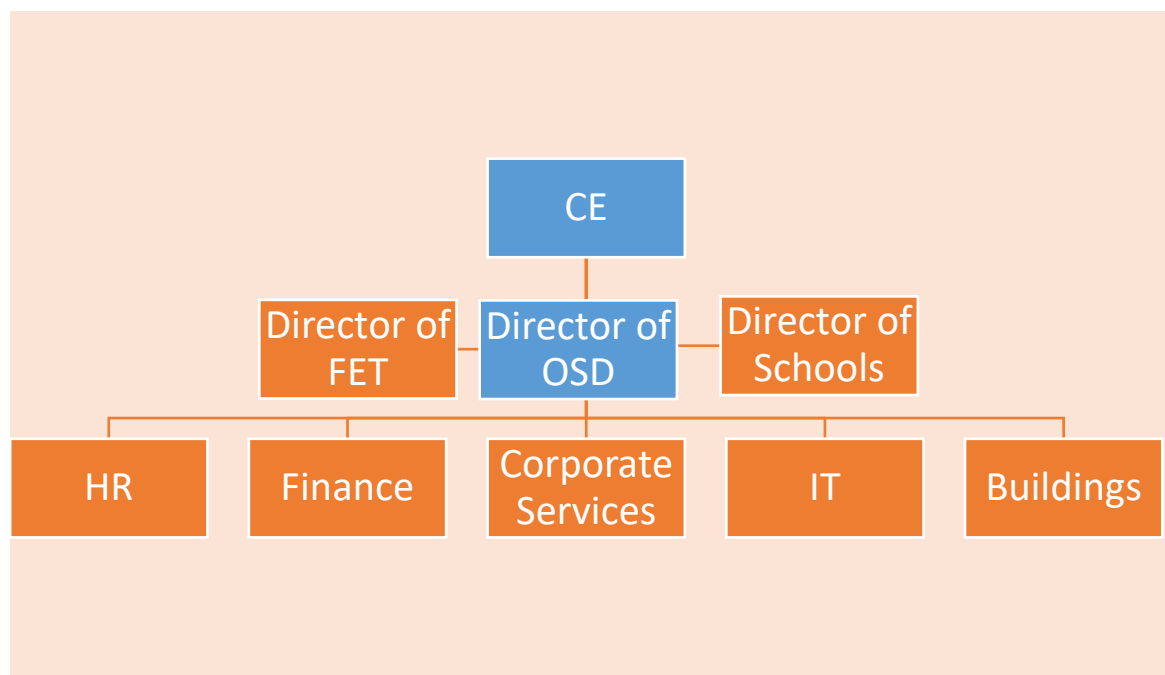 CE
Director of
FET
Director of
OSD
Director of
Schools
HR
Finance
Corporate
Services
IT
Buildings